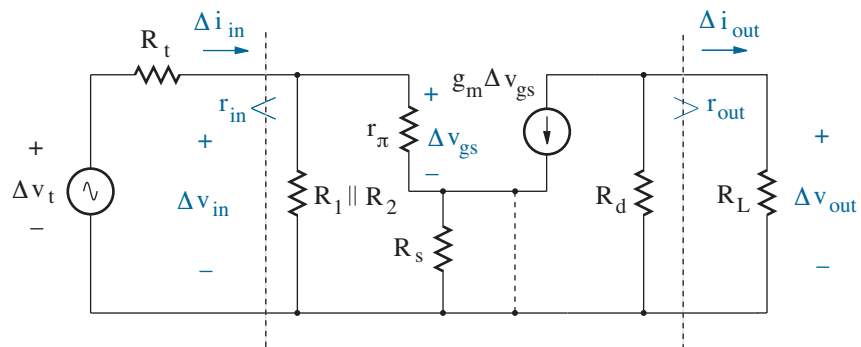 Δ i in
Δ i out
R t
+
g m Δ v gs
r in <
r π
Δ v gs
−
> r out
+
Δ v t
−
+
Δ v in
−
R 1 || R 2
R s
R d
R L
+
Δ v out
−